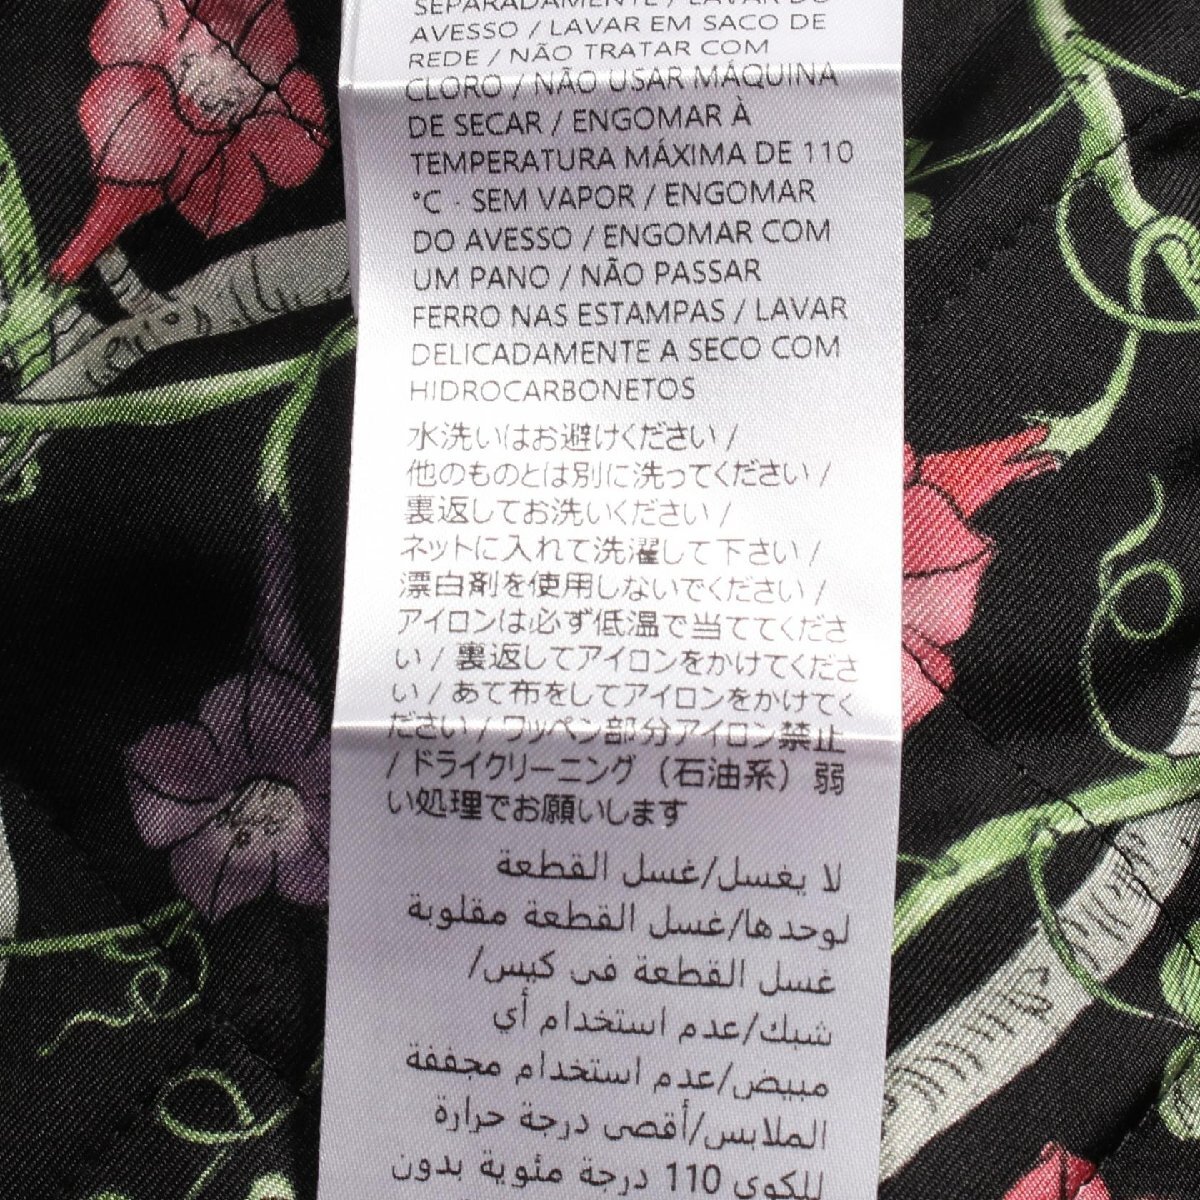 SEPARADAMENTE / LAVAR DO
AVESSO / LAVAR EM SACO DE
REDE / NÃO TRATAR COM
CLORO / NÃO USAR MÁQUINA
DE SECAR / ENGOMAR À
TEMPERATURA MÁXIMA DE 110
°C - SEM VAPOR / ENGOMAR
DO AVESSO / ENGOMAR COM
UM PANO / NÃO PASSAR
FERRO NAS ESTAMPAS / LAVAR
DELICADAMENTE A SECO COM
HIDROCARBONETOS
水洗いはお避けください /
他のものとは別に洗ってください /
裏返してお洗いください /
ネットに入れて洗濯して下さい /
漂白剤を使用しないでください /
アイロンは必ず低温で当ててくださ
い / 裏返してアイロンをかけてくださ
い / あて布をしてアイロンをかけてく
ださい / ワッペン部分アイロン禁止
/ ドライクリーニング（石油系）弱
い処理でお願いします
لا يغسل/غسل القطعة
لوحدها/غسل القطعة مقلوبة
غسل القطعة في كيس/
شبك/عدم استخدام أي
مبيض/عدم استخدام مجففة
الملابس/أقصى درجة حرارة
للكوي 110 درجة مئوية بدون